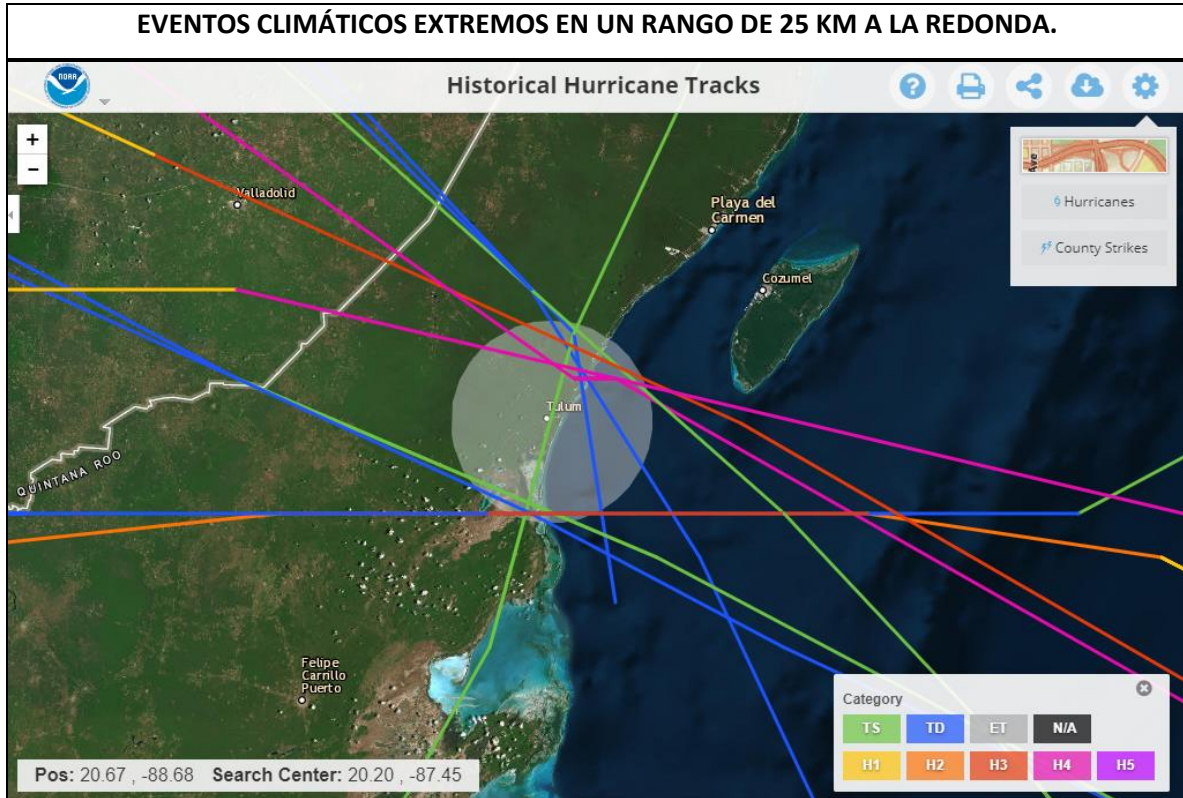 EVENTOS CLIMÁTICOS EXTREMOS EN UN RANGO DE 25 KM A LA REDONDA.
NOAA
Historical Hurricane Tracks
+
−
Ave
Hurricanes
County Strikes
Valladolid
Playa del
Carmen
Cozumel
Tulum
QUINTANA ROO
Felipe
Carrillo
Puerto
Category
TS TD ET N/A
H1 H2 H3 H4 H5
Pos: 20.67 , -88.68 Search Center: 20.20 , -87.45